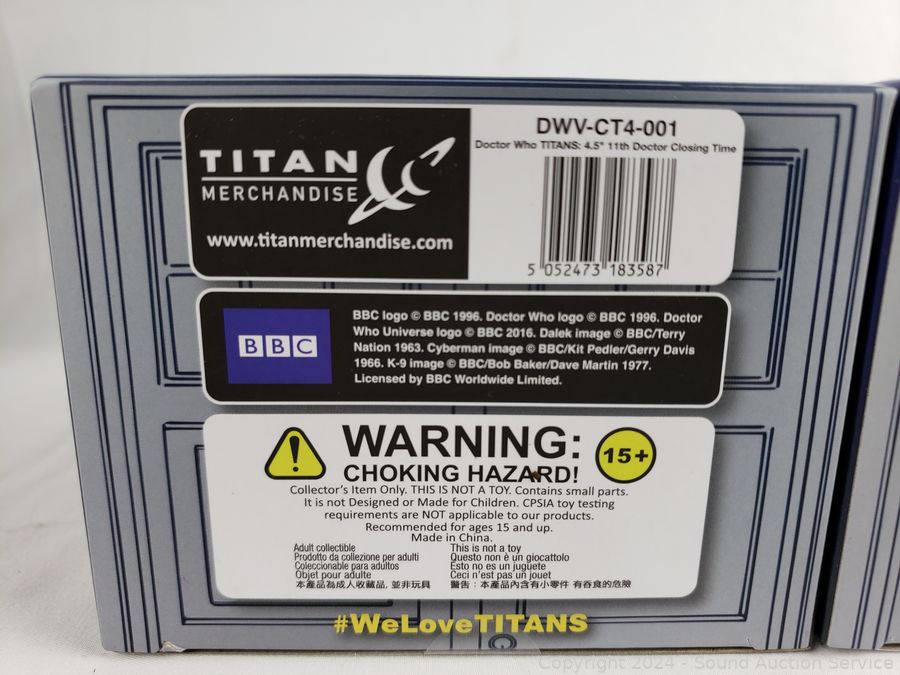 TITAN
MERCHANDISE
www.titanmerchandise.com
DWV-CT4-001
Doctor Who TITANS: 4.5" 11th Doctor Closing Time
5 052473 183587
BBC
BBC logo © BBC 1996. Doctor Who logo © BBC 1996. Doctor
Who Universe logo © BBC 2016. Dalek image © BBC/Terry
Nation 1963. Cyberman image © BBC/Kit Pedler/Gerry Davis
1966. K-9 image © BBC/Bob Baker/Dave Martin 1977.
Licensed by BBC Worldwide Limited.
WARNING:
CHOKING HAZARD!
15+
Collector's Item Only. THIS IS NOT A TOY. Contains small parts.
It is not Designed or Made for Children. CPSIA toy testing
requirements are NOT applicable to our products.
Recommended for ages 15 and up.
Made in China.
Adult collectible
Prodotto da collezione per adulti
Coleccionable para adultos
Objet pour adulte
本產品為成人收藏品, 並非玩具
This is not a toy
Questo non è un giocattolo
Esto no es un juguete
Ceci n'est pas un jouet
警告：本產品內含有小零件 有吞食的危險
#WeLoveTITANS
Copyright 2024 - Sound Auction Service